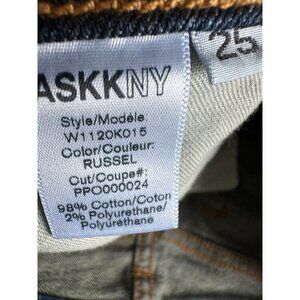 ASKKNY
25
Style/Modèle
W1120K015
Color/Couleur:
RUSSEL
Cut/Coupe#:
PPO000024
98% Cotton/Coton
2% Polyurethane/
Polyurethane